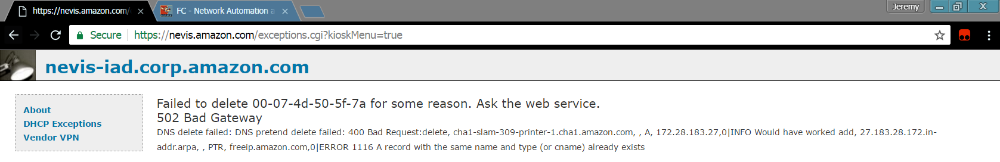 https://nevis.amazon.com/
FC - Network Automation a
Jeremy
Secure
https://nevis.amazon.com/exceptions.cgi?kioskMenu=true
nevis-iad.corp.amazon.com
About
DHCP Exceptions
Vendor VPN
Failed to delete 00-07-4d-50-5f-7a for some reason. Ask the web service.
502 Bad Gateway
DNS delete failed: DNS pretend delete failed: 400 Bad Request:delete, cha1-slam-309-printer-1.cha1.amazon.com, , A, 172.28.183.27,0|INFO Would have worked add, 27.183.28.172.in-
addr.arpa, , PTR, freeip.amazon.com,0|ERROR 1116 A record with the same name and type (or cname) already exists